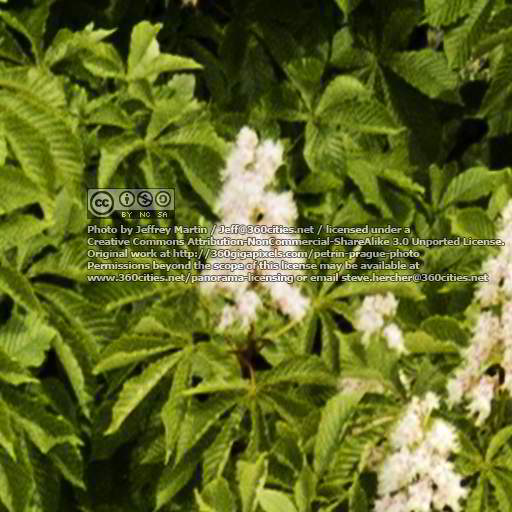 cc
BY NC SA
Photo by Jeffrey Martin / Jeff@360cities.net / licensed under a
Creative Commons Attribution-NonCommercial-ShareAlike 3.0 Unported License.
Original work at http://360gigapixels.com/petrin-prague-photo
Permissions beyond the scope of this license may be available at
www.360cities.net/panorama-licensing or email steve.hercher@360cities.net